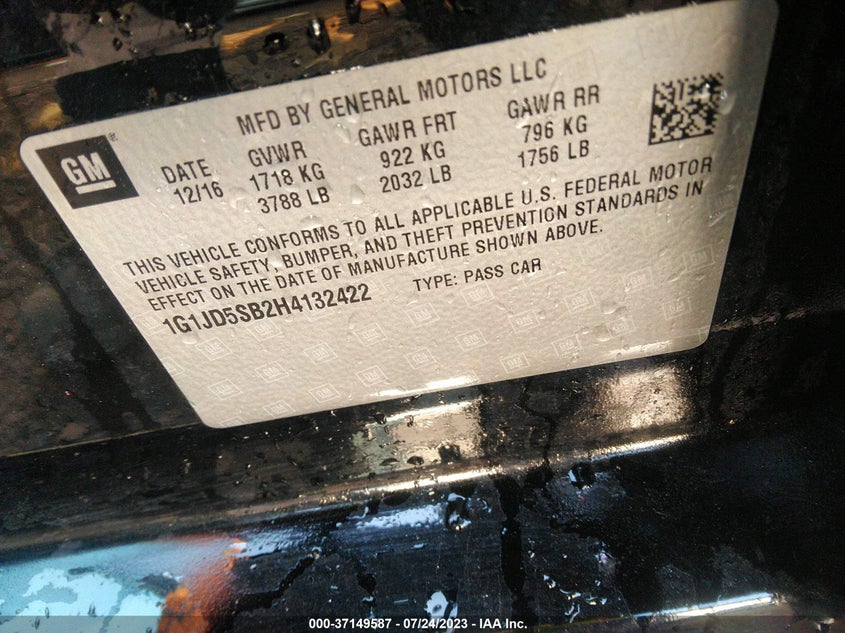 MFD BY GENERAL MOTORS LLC
GM
DATE GVWR GAWR FRT GAWR RR
12/16 1718 KG 922 KG 796 KG
3788 LB 2032 LB 1756 LB
THIS VEHICLE CONFORMS TO ALL APPLICABLE U.S. FEDERAL MOTOR
VEHICLE SAFETY, BUMPER, AND THEFT PREVENTION STANDARDS IN
EFFECT ON THE DATE OF MANUFACTURE SHOWN ABOVE.
1G1JD5SB2H4132422 TYPE: PASS CAR
000-37149587 - 07/24/2023 - IAA Inc.